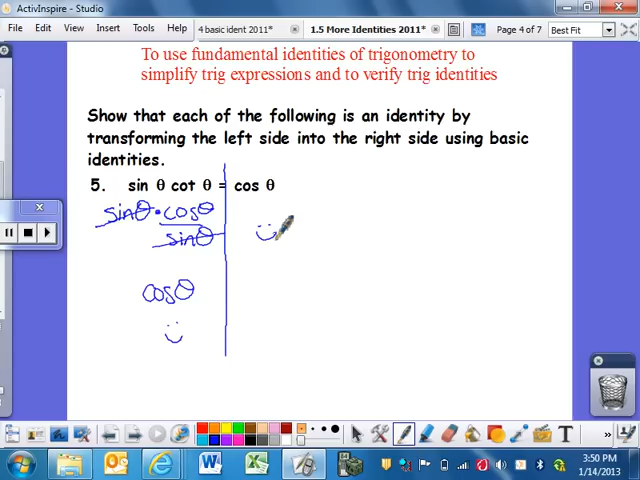 ActivInspire - Studio
File Edit View Insert Tools Help
4 basic ident 2011*
1.5 More Identities 2011*
Page 4 of 7
Best Fit
To use fundamental identities of trigonometry to
simplify trig expressions and to verify trig identities
Show that each of the following is an identity by
transforming the left side into the right side using basic
identities.
5. sin θ cot θ = cos θ
sinθ · cosθ
sinθ
cosθ
3:50 PM
1/14/2013